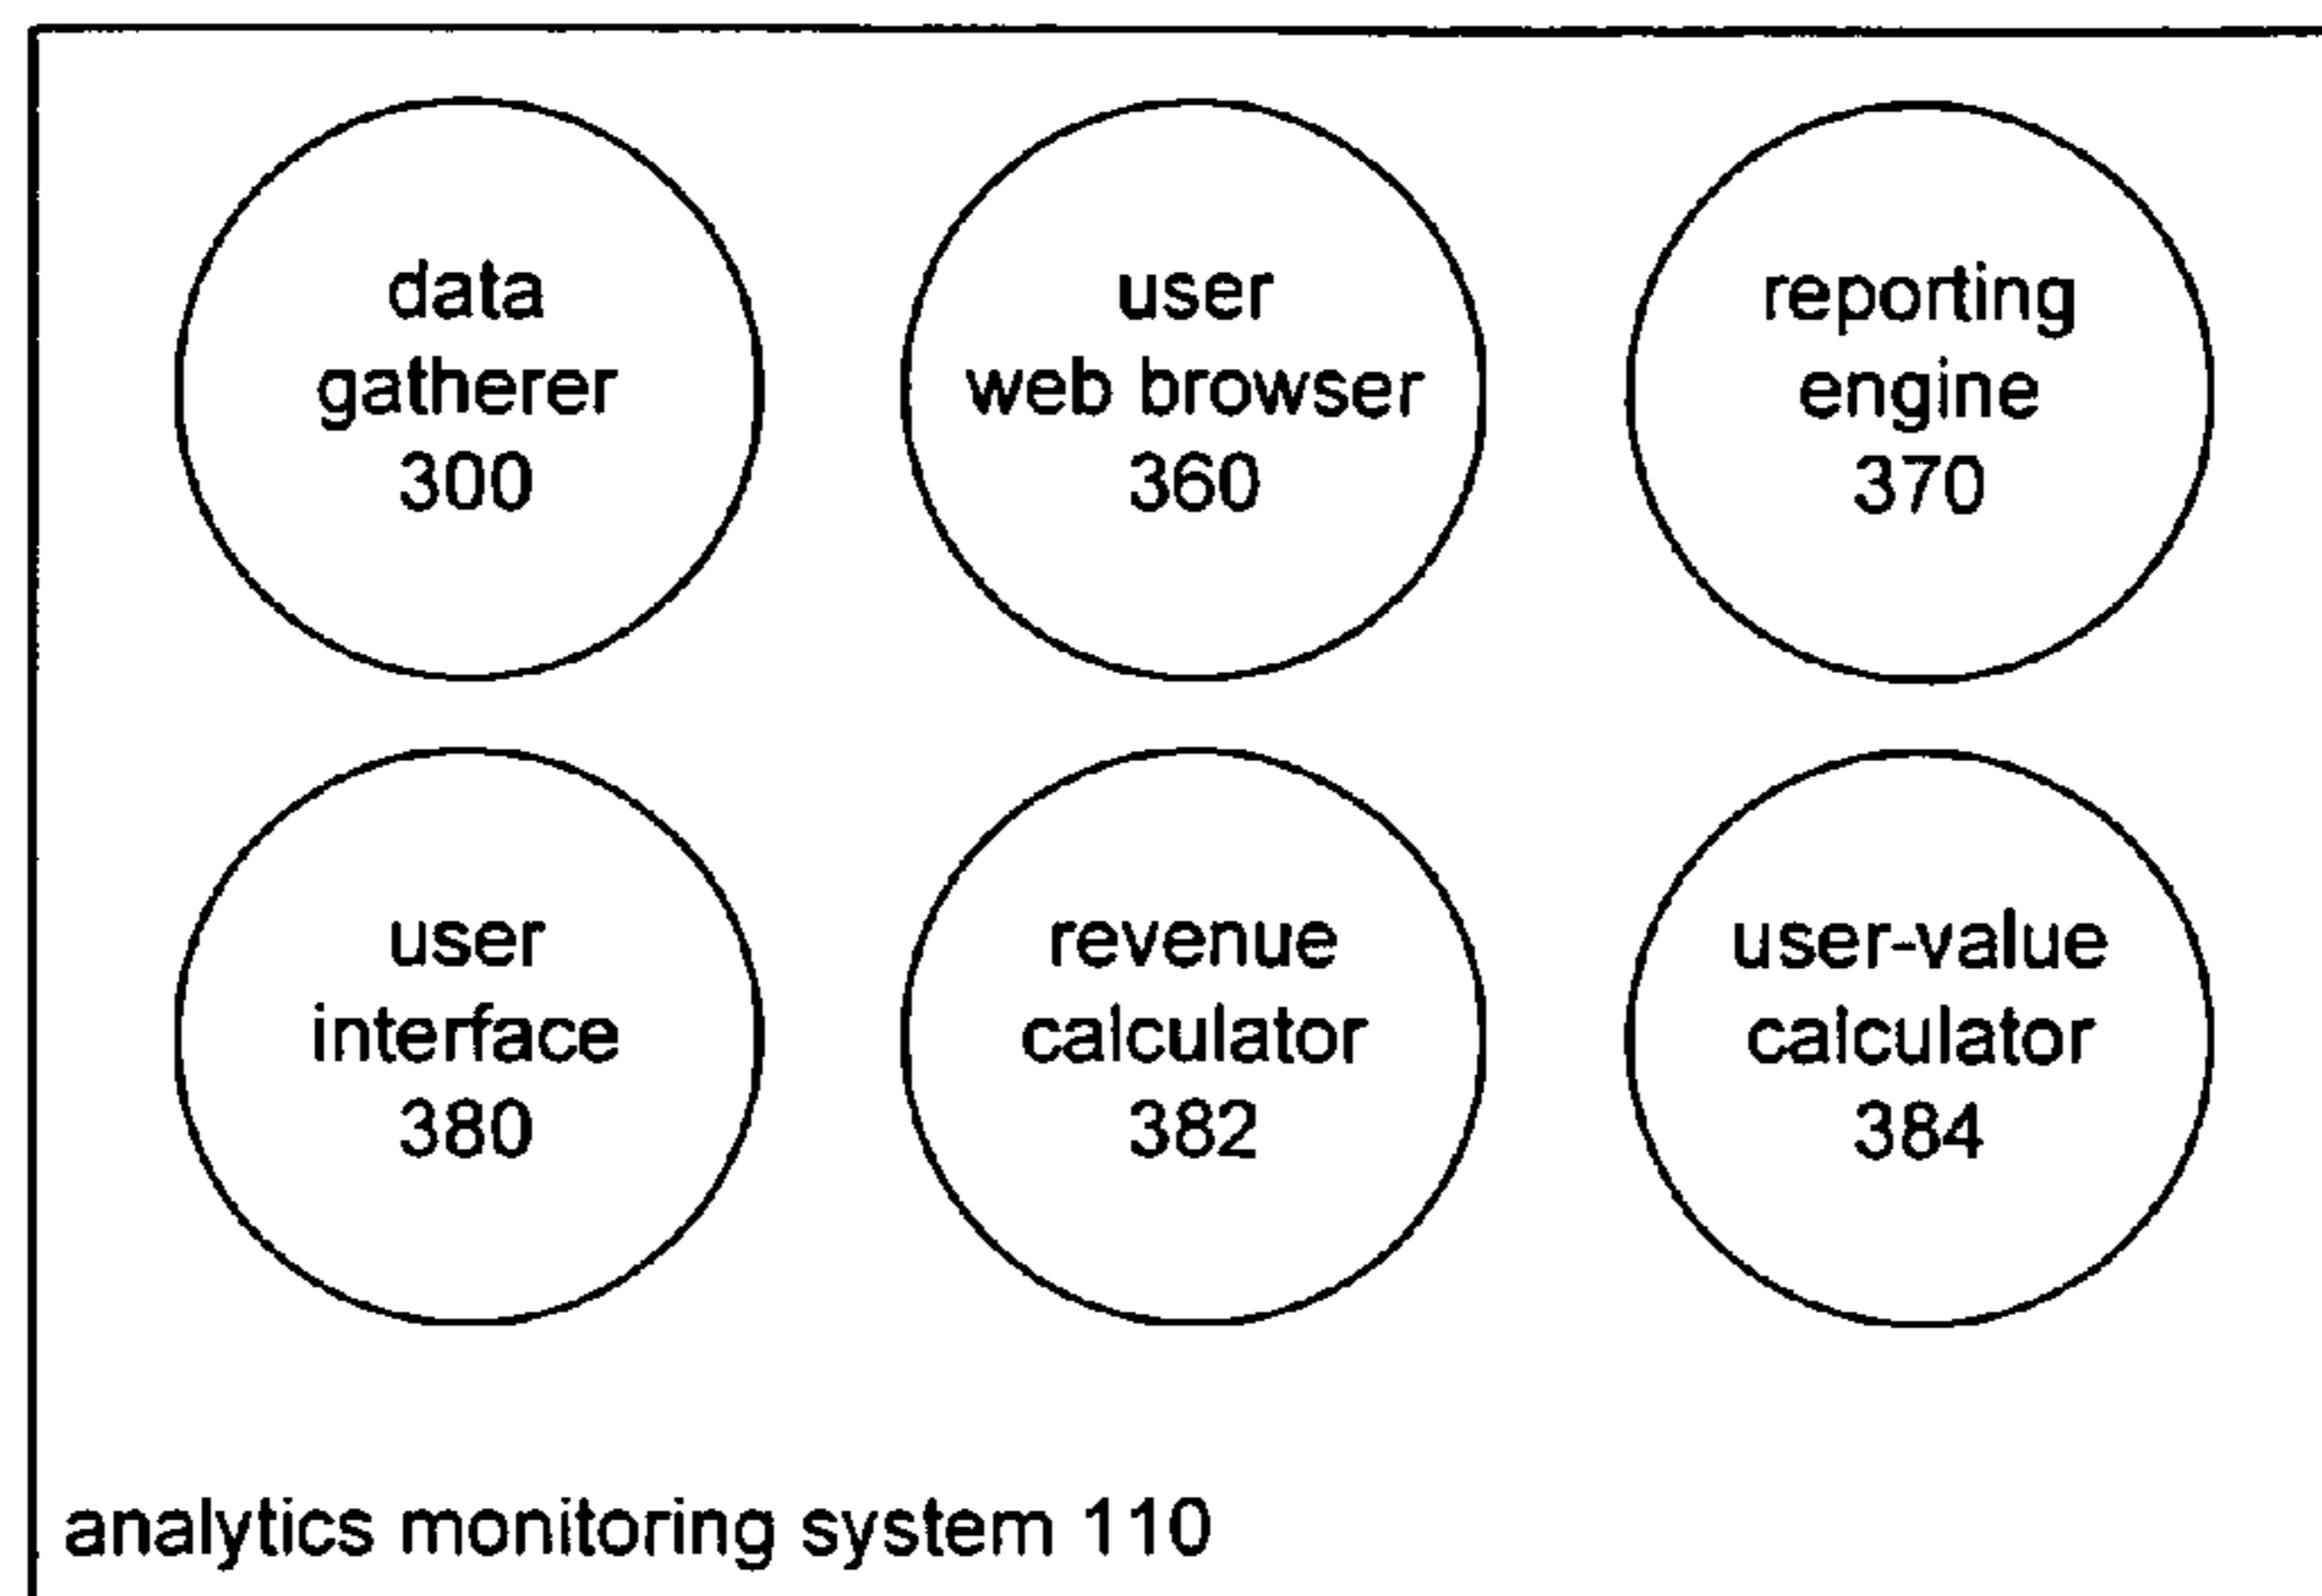 data
gatherer
300
user
web browser
360
reporting
engine
370
user
interface
380
revenue
calculator
382
user-value
calculator
384
analytics monitoring system 110